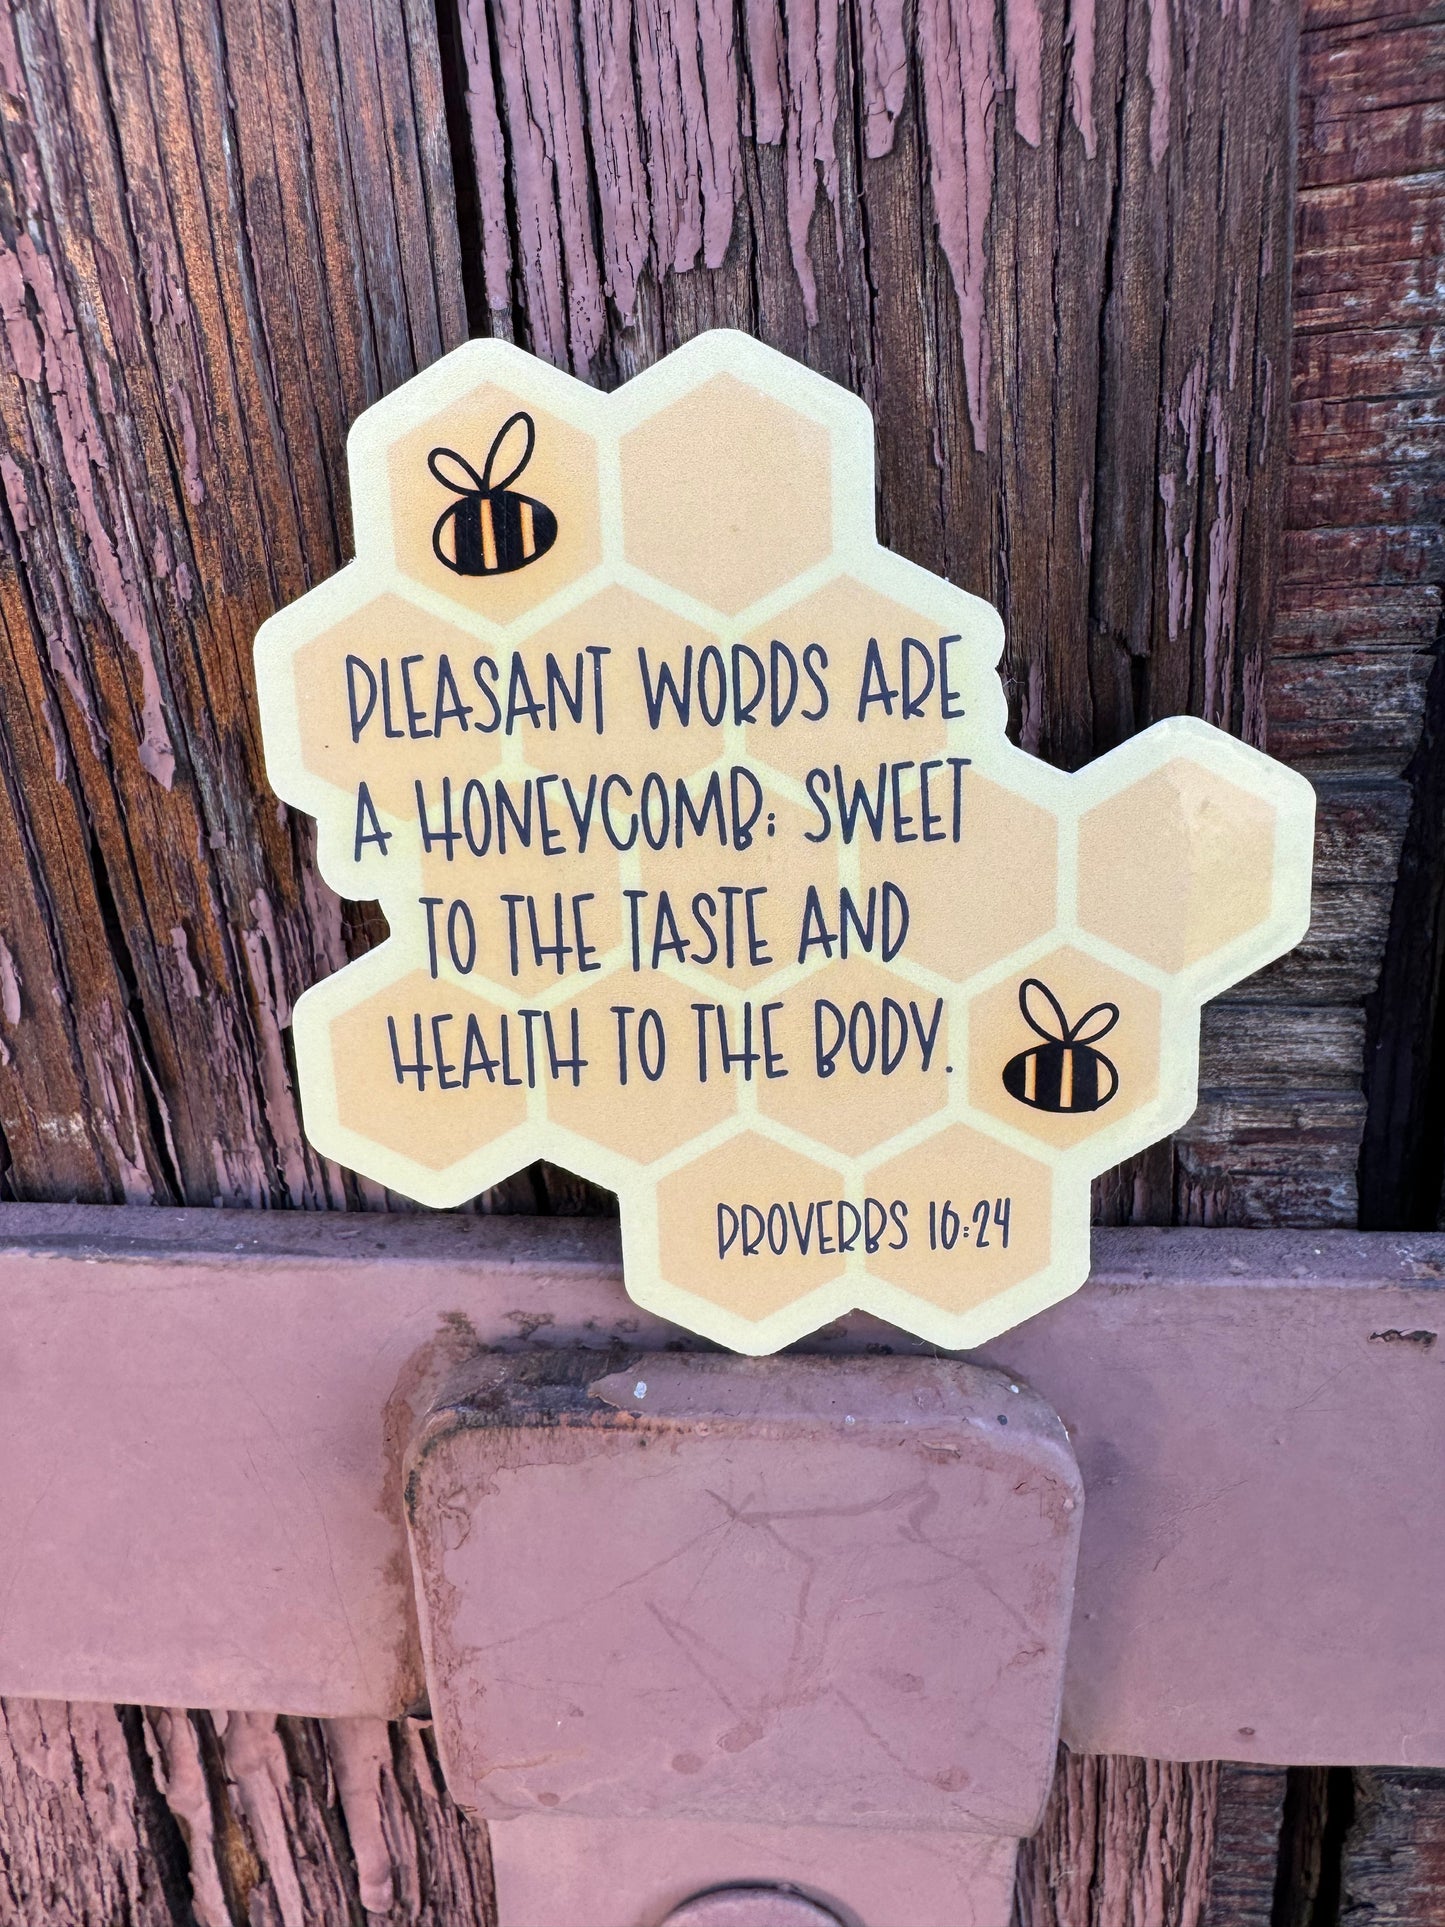 PLEASANT WORDS ARE
A HONEYCOMB; SWEET
TO THE TASTE AND
HEALTH TO THE BODY.
PROVERBS 16:24